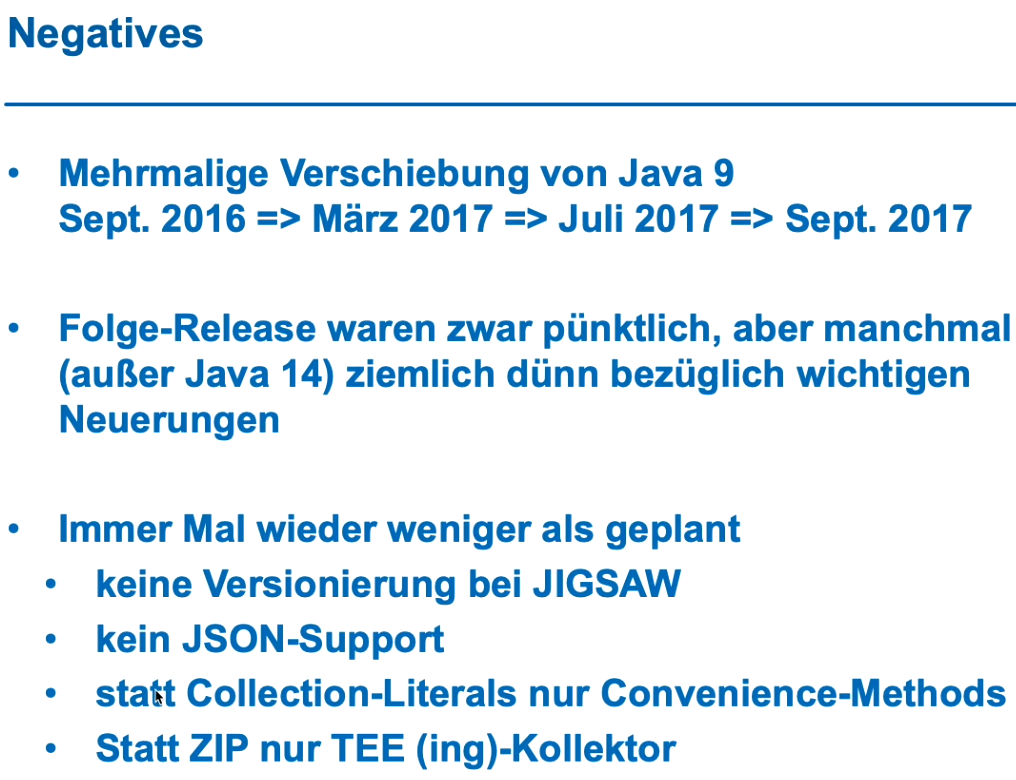 Negatives
• Mehrmalige Verschiebung von Java 9
Sept. 2016 => März 2017 => Juli 2017 => Sept. 2017
• Folge-Release waren zwar pünktlich, aber manchmal
(außer Java 14) ziemlich dünn bezüglich wichtigen
Neuerungen
• Immer Mal wieder weniger als geplant
• keine Versionierung bei JIGSAW
• kein JSON-Support
• statt Collection-Literals nur Convenience-Methods
• Statt ZIP nur TEE (ing)-Kollektor